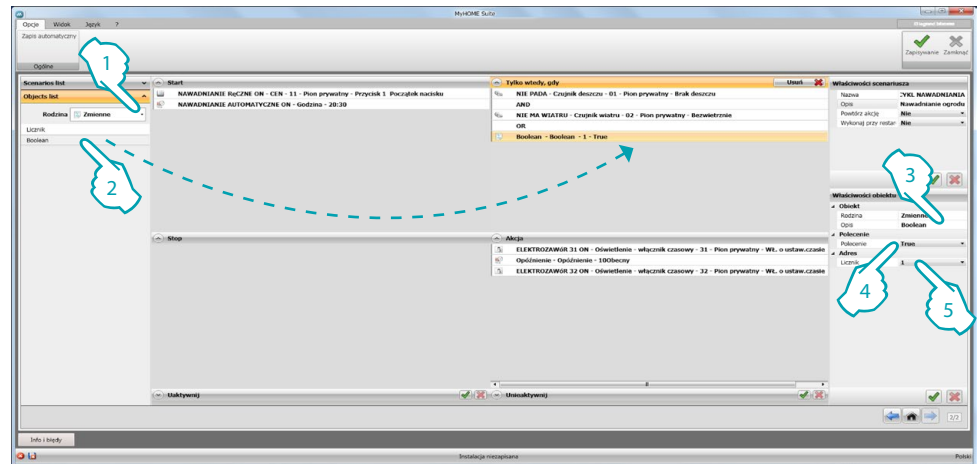 MyHOME Suite
Opcje Widok Język ?
Zapis automatyczny
Ogólne
Zapisywanie Zamknąć
1
Scenarios list
Objects list
Rodzina Zmienne
Licznik
Boolean
2
Start
NAWADNIANIE RęCZNE ON - CEN - 11 - Pion prywatny - Przycisk 1 Początek nacisku
NAWADNIANIE AUTOMATYCZNE ON - Godzina - 20:30
Tylko wtedy, gdy Usuń
NIE PADA - Czujnik deszczu - 01 - Pion prywatny - Brak deszczu
AND
NIE MA WIATRU - Czujnik wiatru - 02 - Pion prywatny - Bezwietrznie
OR
Boolean - Boolean - 1 - True
Stop
Akcja
ELEKTROZAWóR 31 ON - Oświetlenie - włącznik czasowy - 31 - Pion prywatny - WŁ. o ustaw.czasie
Opóźnienie - Opóźnienie - 10Obecny
ELEKTROZAWóR 32 ON - Oświetlenie - włącznik czasowy - 32 - Pion prywatny - WŁ. o ustaw.czasie
Uaktywnij
Unieaktywnij
Właściwości scenariusza
Nazwa :YKL NAWADNIANIA
Opis Nawadnianie ogrodu
Powtórz akcję Nie
Wykonaj przy restar Nie
3
Właściwości obiektu
Obiekt
Rodzina Zmienne
Opis Boolean
Polecenie
Polecenie True
Adres
Licznik 1
4
5
2/2
Info i błędy
Instalacja niezapisana
Polski